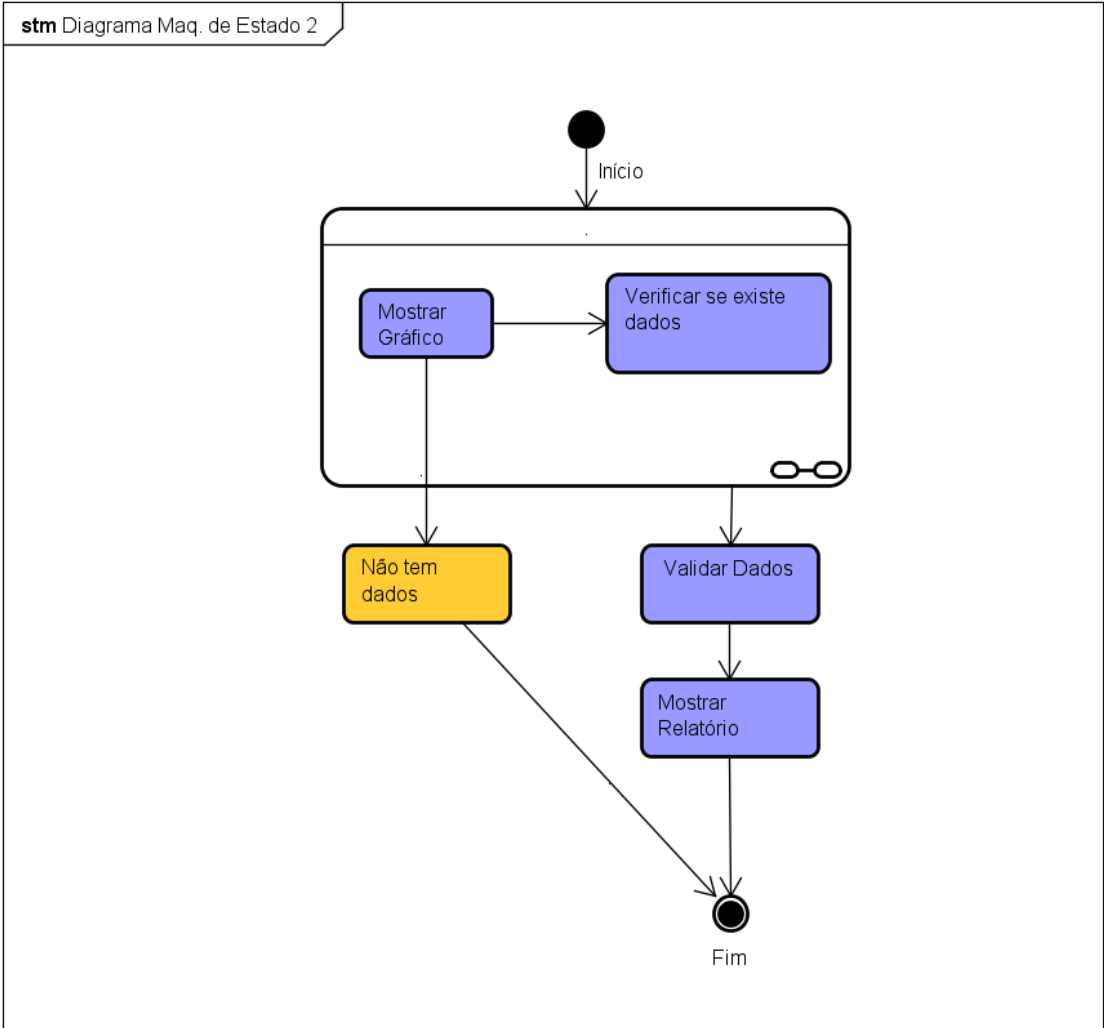 stm Diagrama Maq. de Estado 2
Início
Mostrar
Gráfico
Verificar se existe
dados
Não tem
dados
Validar Dados
Mostrar
Relatório
Fim